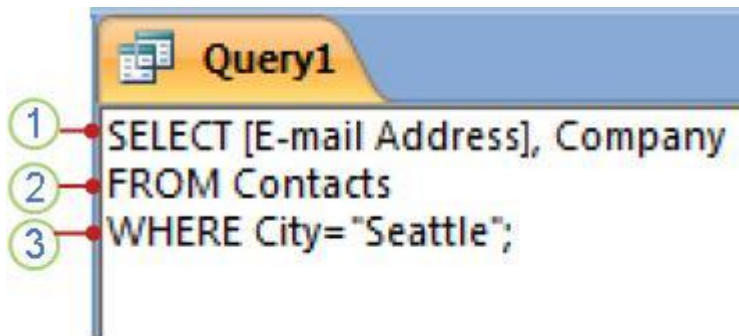 Query1
1 SELECT [E-mail Address], Company
2 FROM Contacts
3 WHERE City="Seattle";